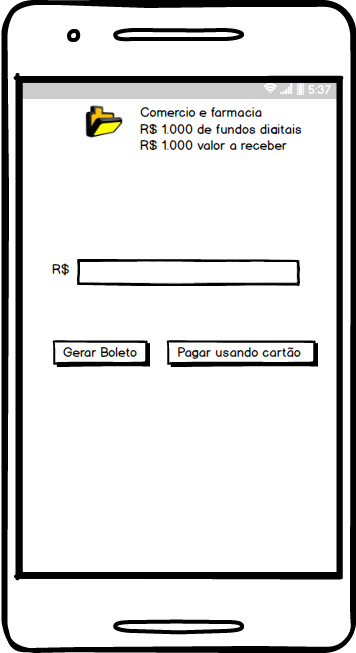 5:37
Comercio e farmacia
R$ 1.000 de fundos digitais
R$ 1.000 valor a receber
R$
Gerar Boleto
Pagar usando cartão